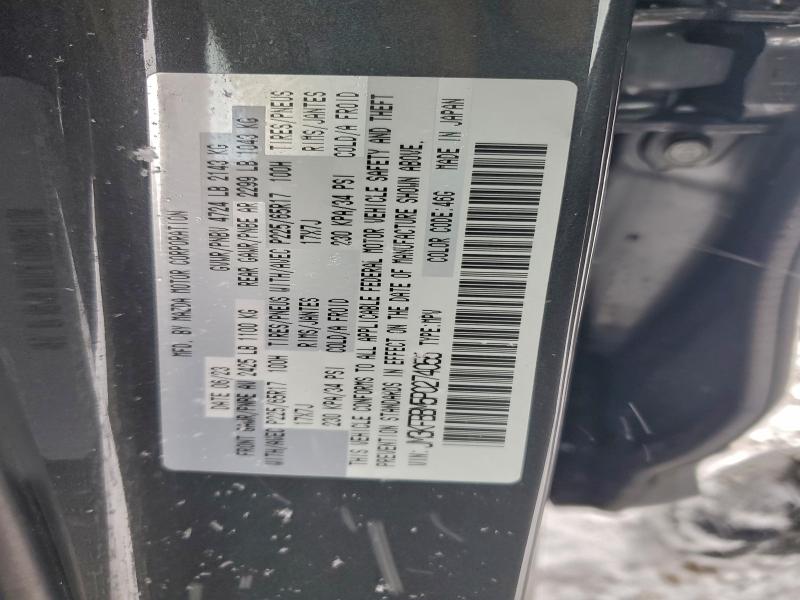 MFD. BY MAZDA MOTOR CORPORATION
DATE 06/23 GVWR/PNBV 4724 LB 2143 KG
FRONT GAWR/PNBE AV 2425 LB 1100 KG REAR GAWR/PNBE AR 2299 LB 1043 KG
WITH/AVEC P225/65R17 100H TIRES/PNEUS WITH/AVEC P225/65R17 100H TIRES/PNEUS
17X7J RIMS/JANTES 17X7J RIMS/JANTES
230 KPA/34 PSI COLD/A FROID 230 KPA/34 PSI COLD/A FROID
THIS VEHICLE CONFORMS TO ALL APPLICABLE FEDERAL MOTOR VEHICLE SAFETY AND THEFT
PREVENTION STANDARDS IN EFFECT ON THE DATE OF MANUFACTURE SHOWN ABOVE.
VIN: TYPE:MPV COLOR CODE:46G MADE IN JAPAN